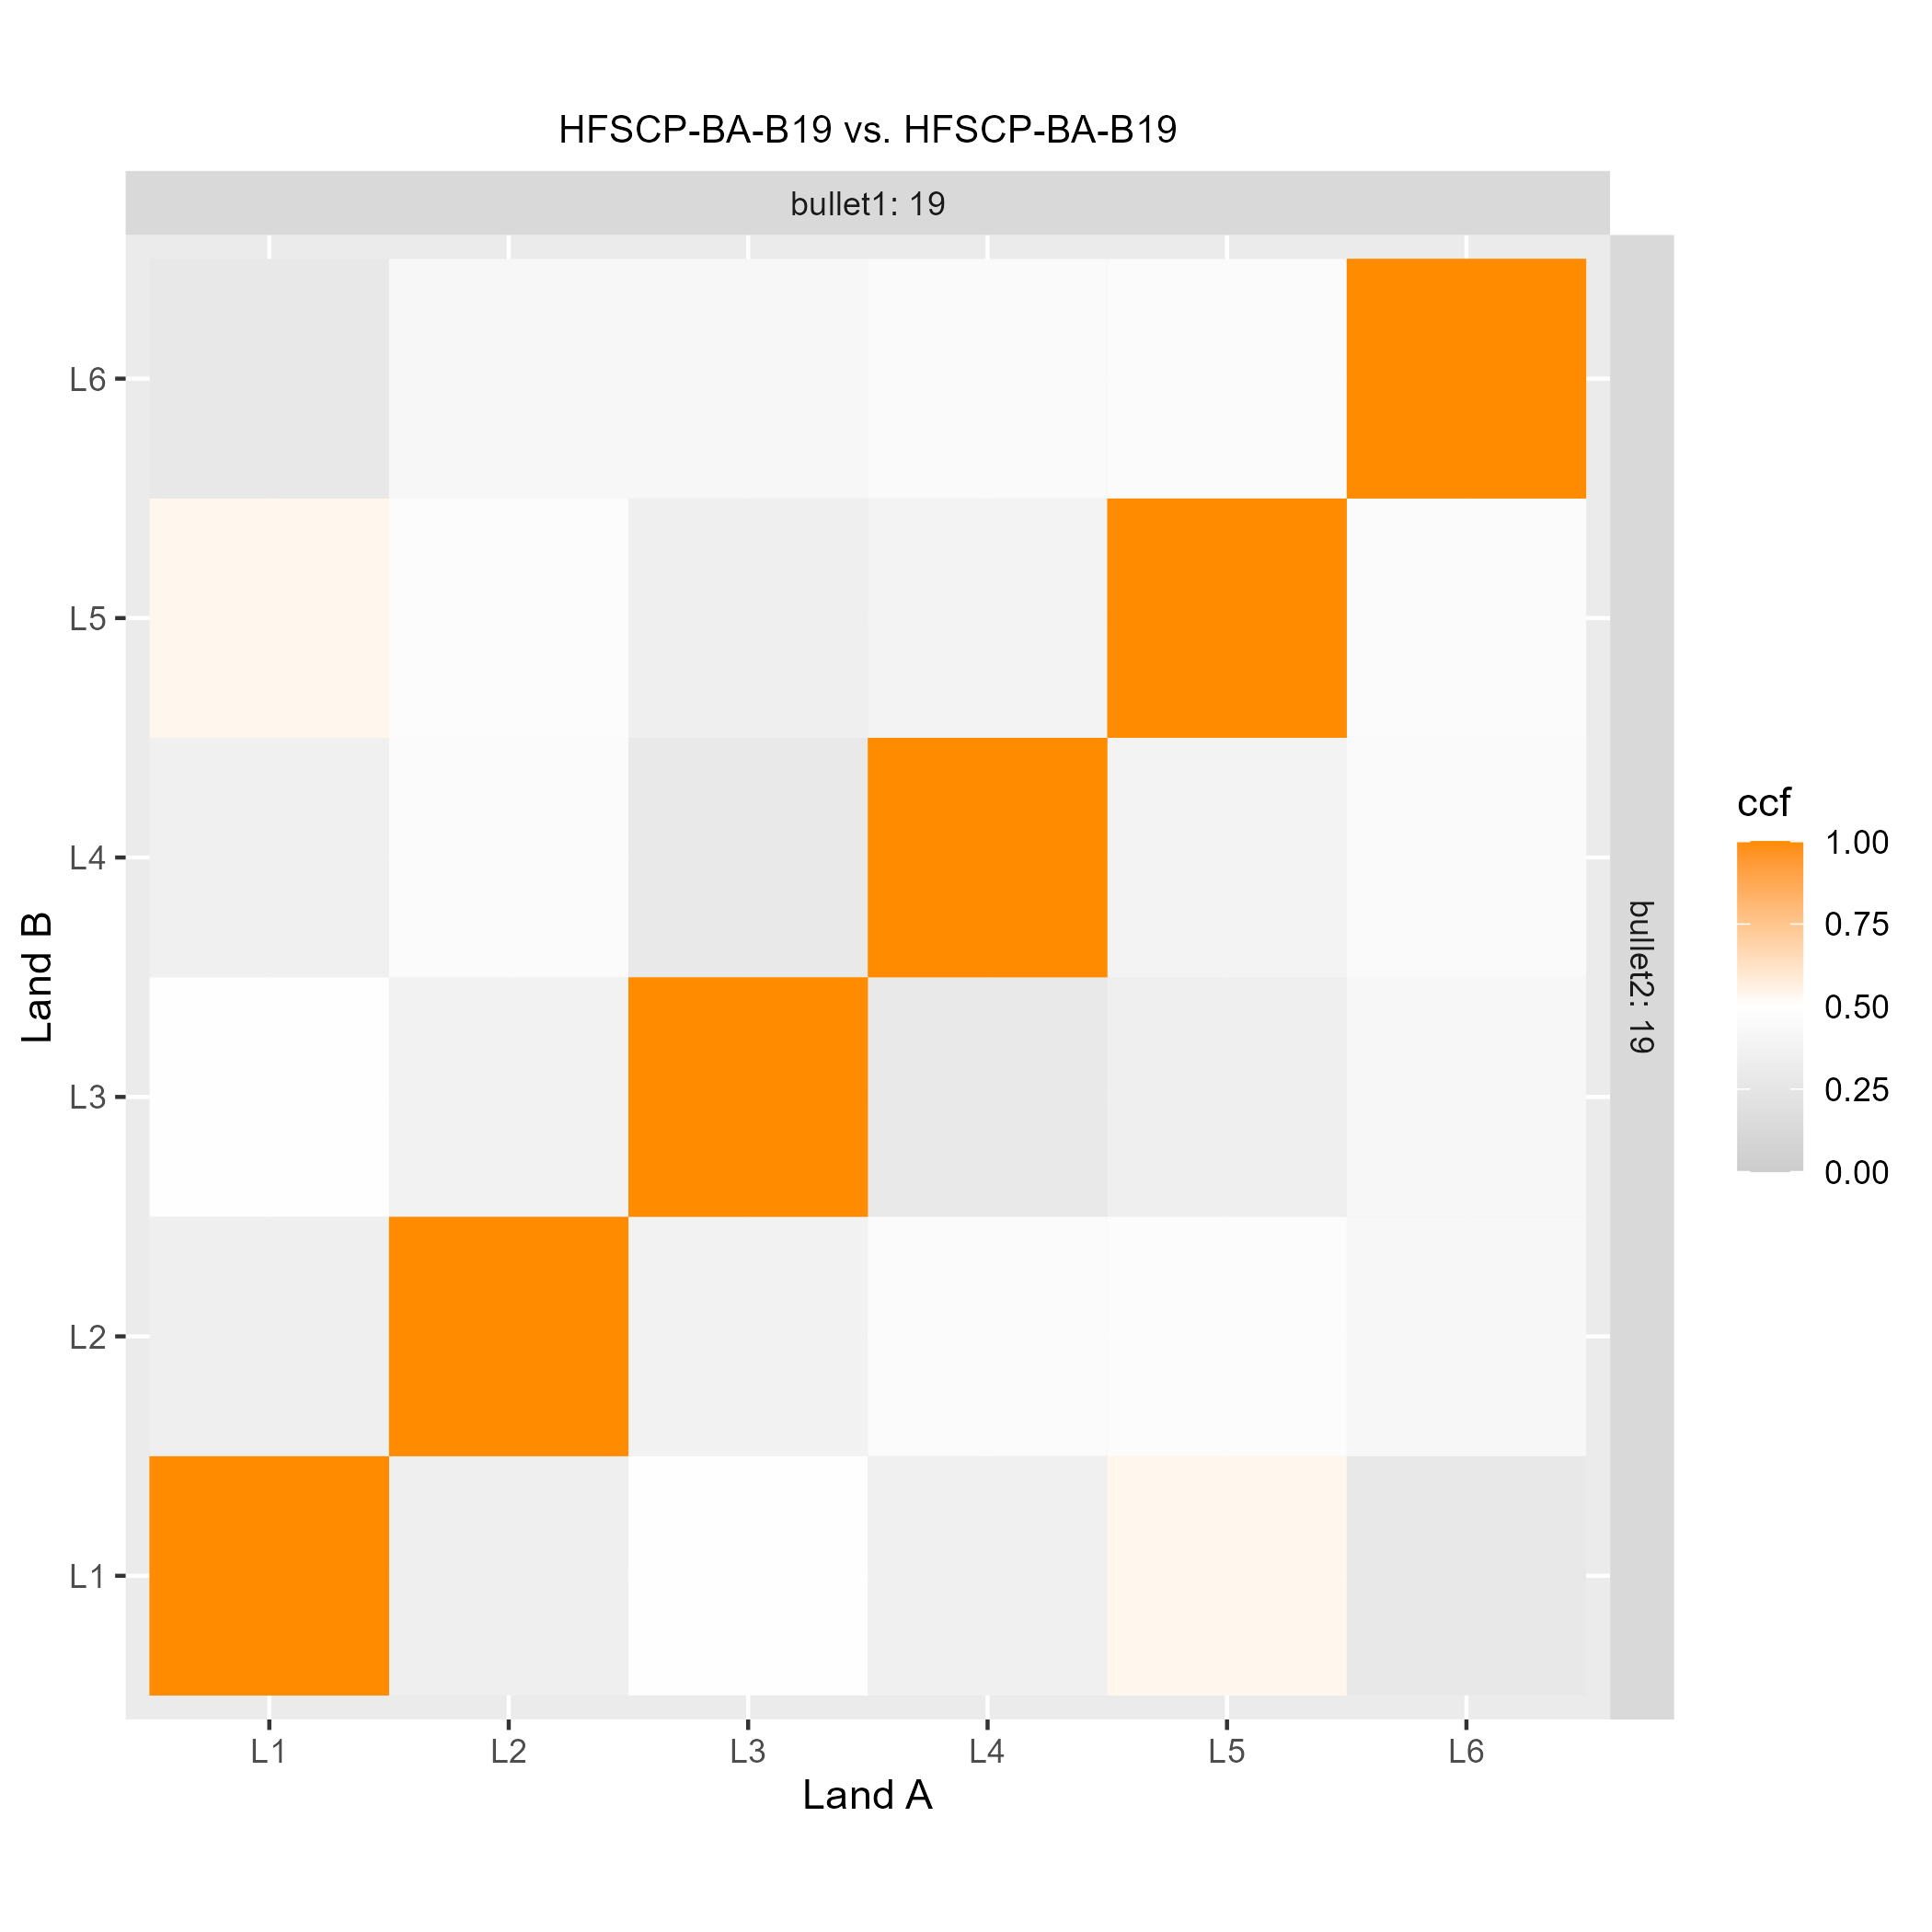 HFSCP-BA-B19 vs. HFSCP-BA-B19
bullet1: 19
bullet2: 19
L6
L5
L4
L3
L2
L1
Land B
L1 L2 L3 L4 L5 L6
Land A
ccf
1.00
0.75
0.50
0.25
0.00